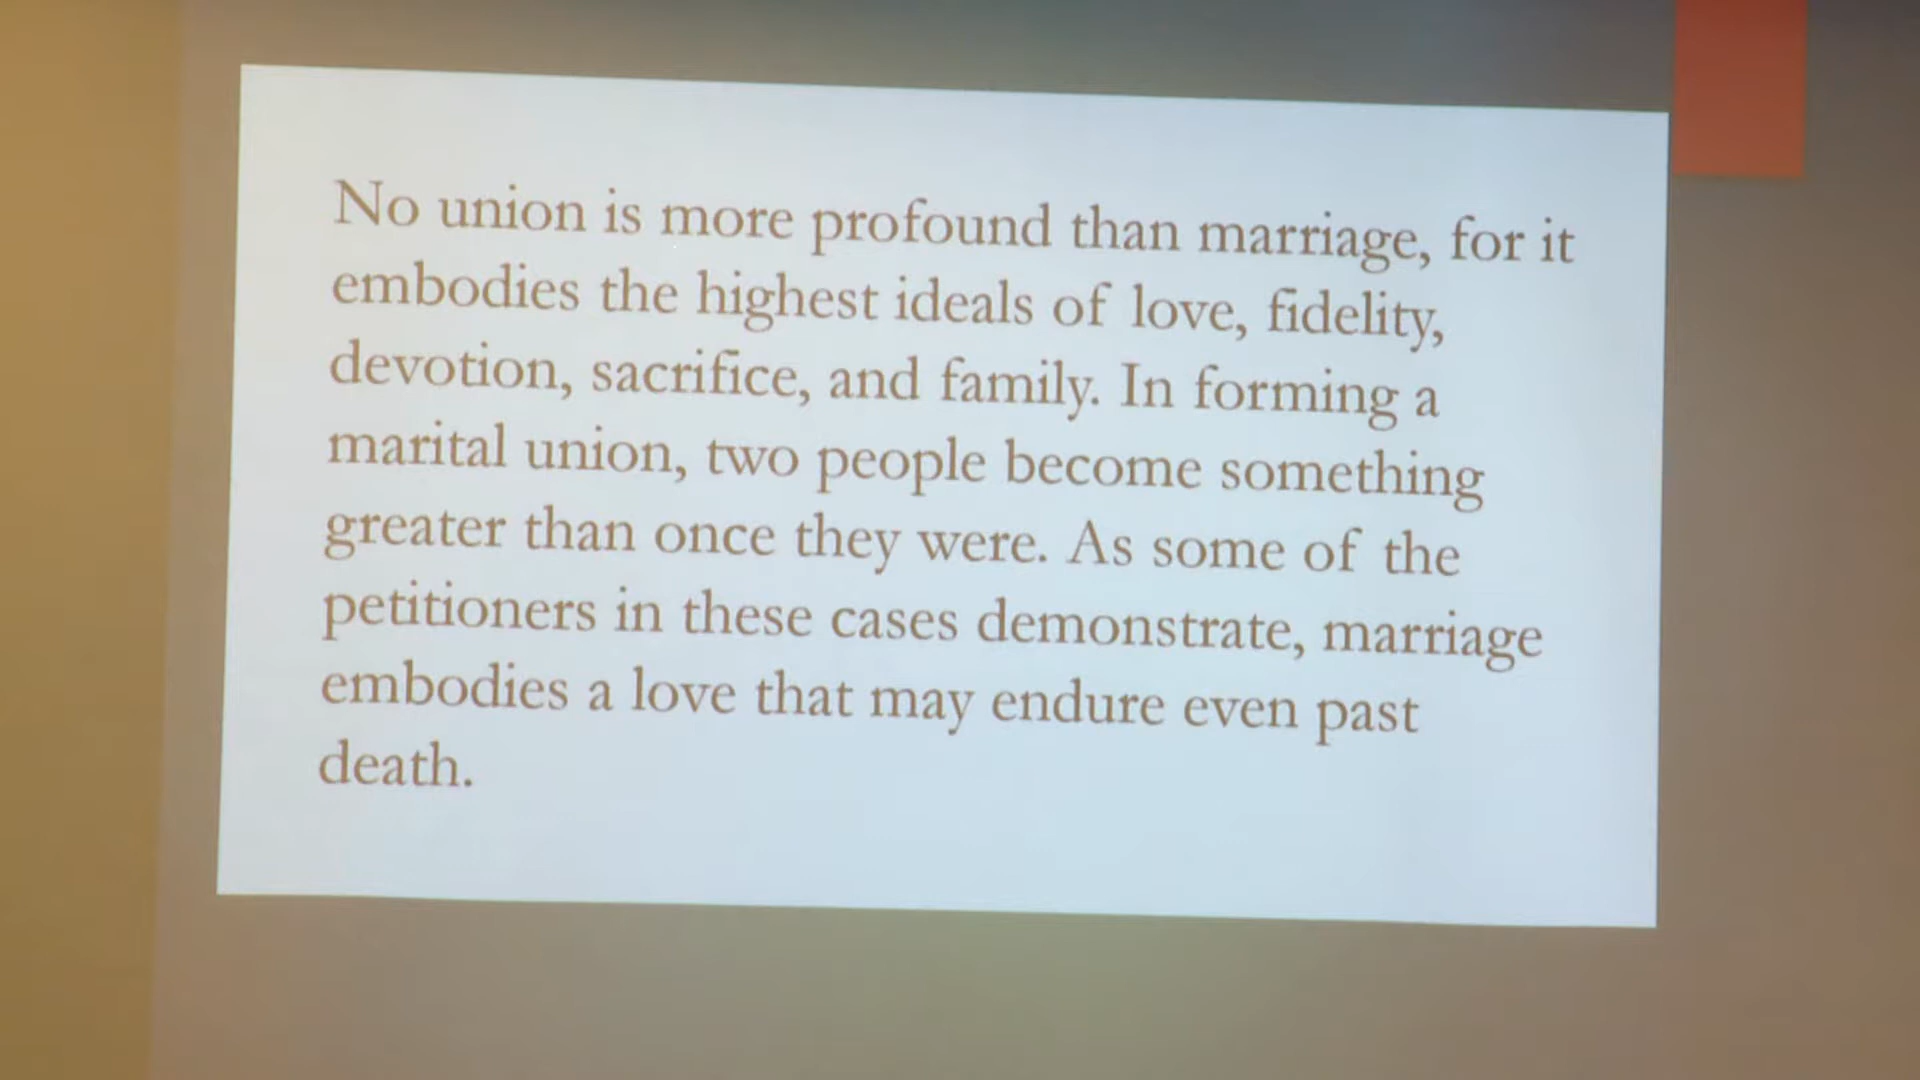 No union is more profound than marriage, for it
embodies the highest ideals of love, fidelity,
devotion, sacrifice, and family. In forming a
marital union, two people become something
greater than once they were. As some of the
petitioners in these cases demonstrate, marriage
embodies a love that may endure even past
death.